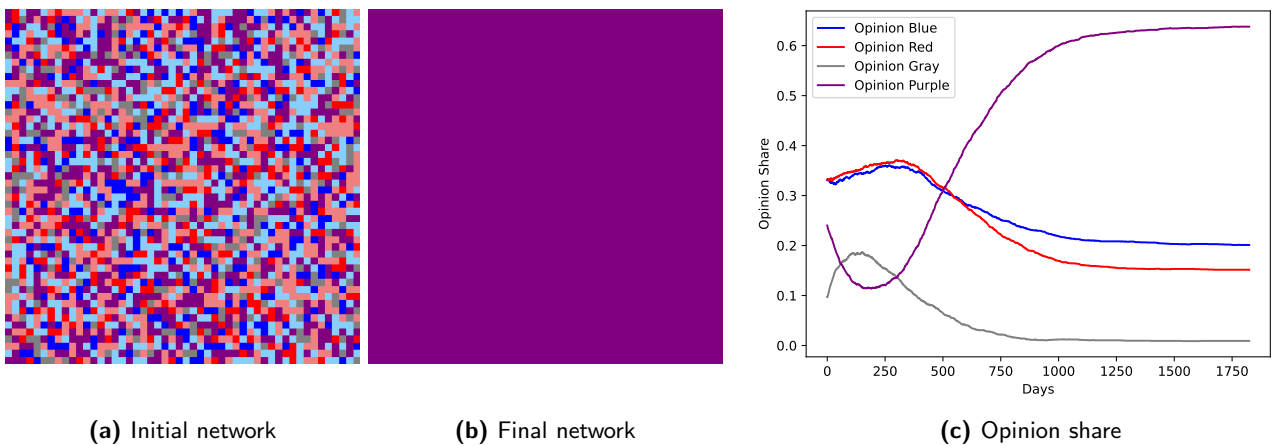 Opinion Blue
Opinion Red
Opinion Gray
Opinion Purple
Opinion Share
0.6
0.5
0.4
0.3
0.2
0.1
0.0
0 250 500 750 1000 1250 1500 1750
Days
(a) Initial network
(b) Final network
(c) Opinion share